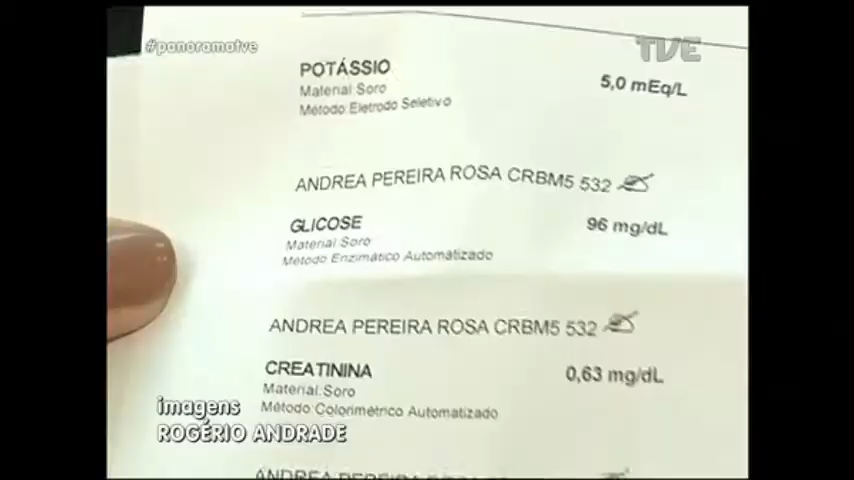 #panoramatve
TVE
POTÁSSIO
5,0 mEq/L
Material:Soro
Método:Eletrodo Seletivo
ANDREA PEREIRA ROSA CRBM5 532
GLICOSE
96 mg/dL
Material:Soro
Método Enzimático Automatizado
ANDREA PEREIRA ROSA CRBM5 532
CREATININA
0,63 mg/dL
Material:Soro
Método:Colorimétrico Automatizado
imagens
ROGÉRIO ANDRADE
ANDREA PEREIRA